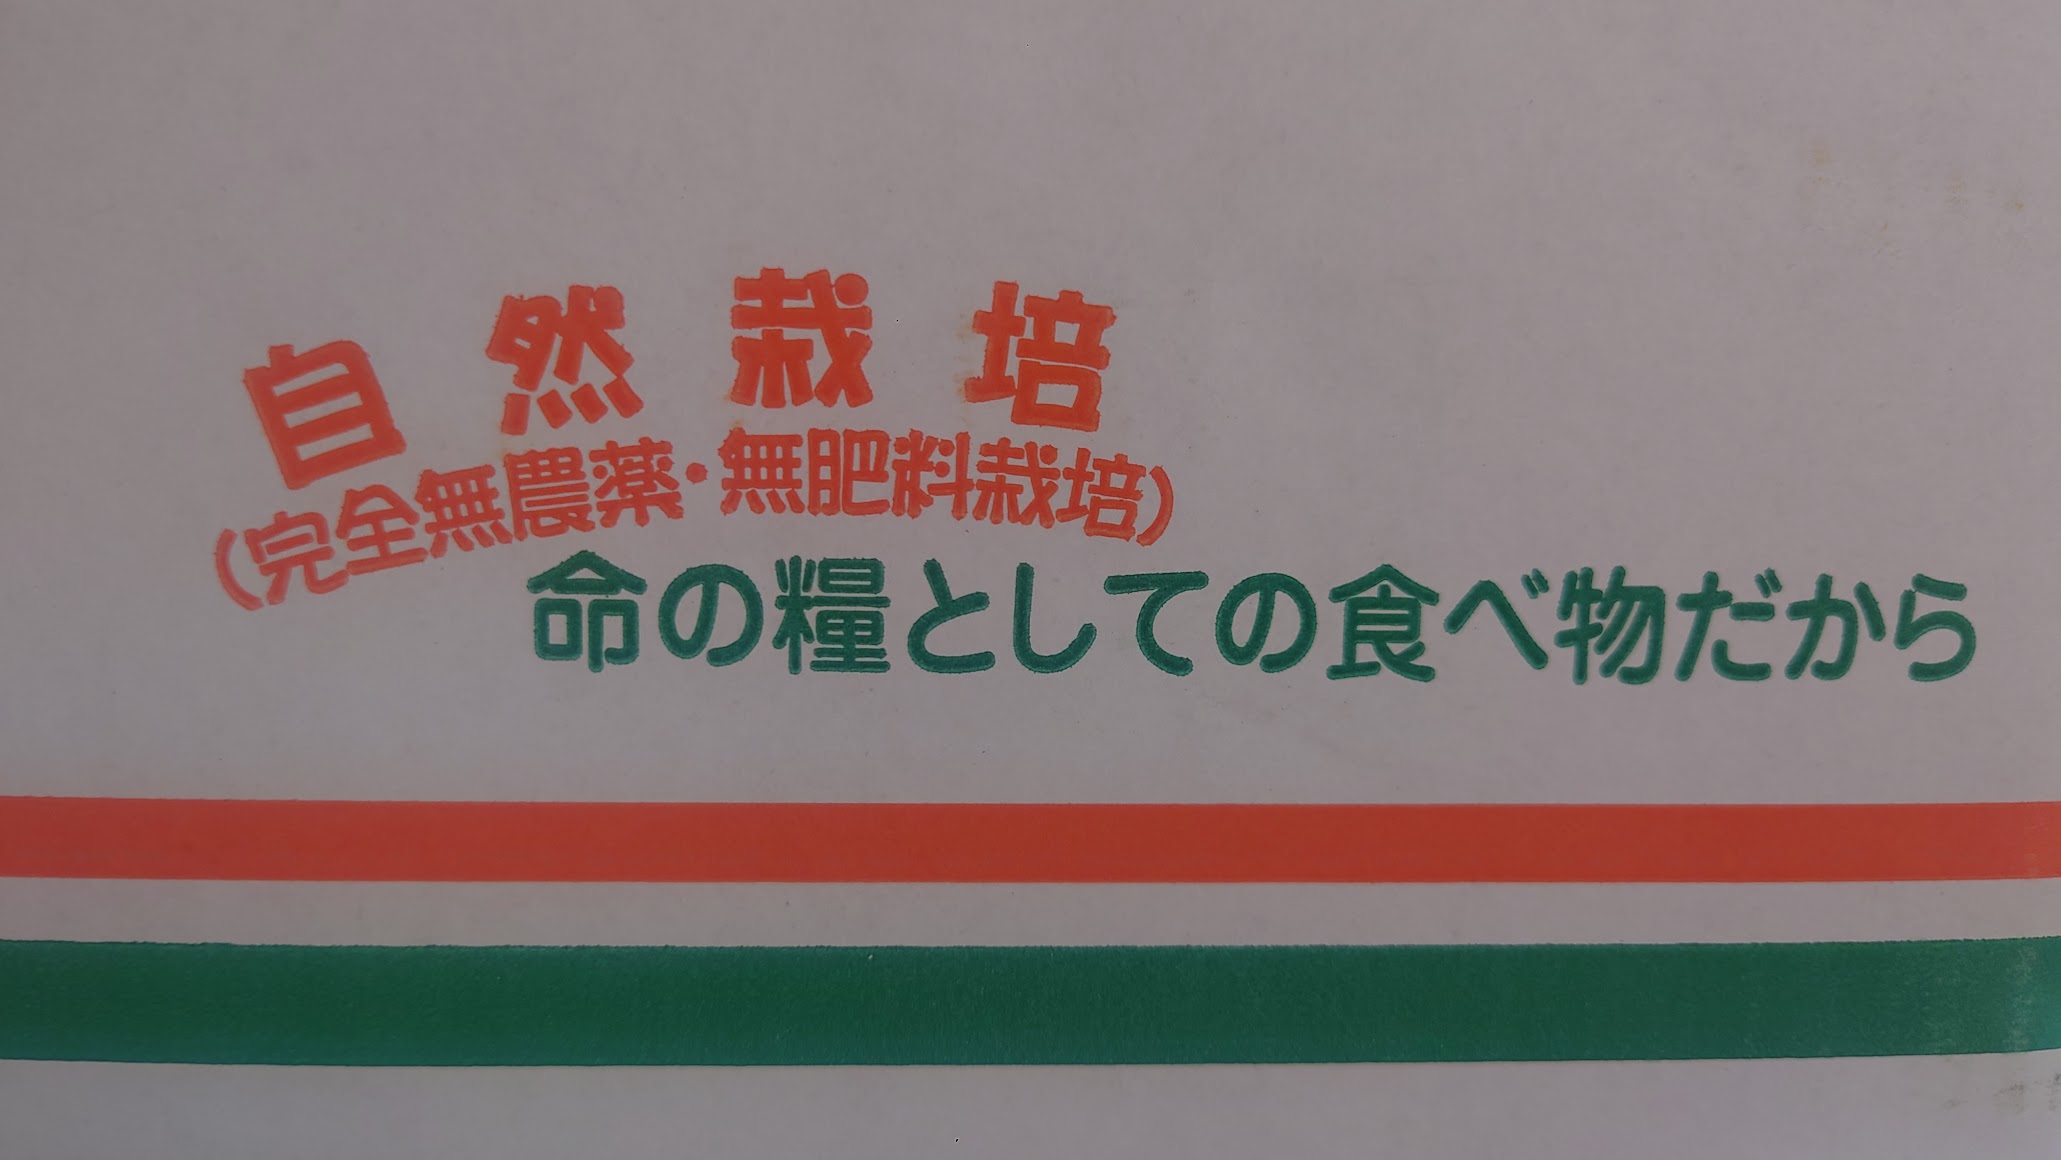 自然栽培
(完全無農薬・無肥料栽培)
命の糧としての食べ物だから